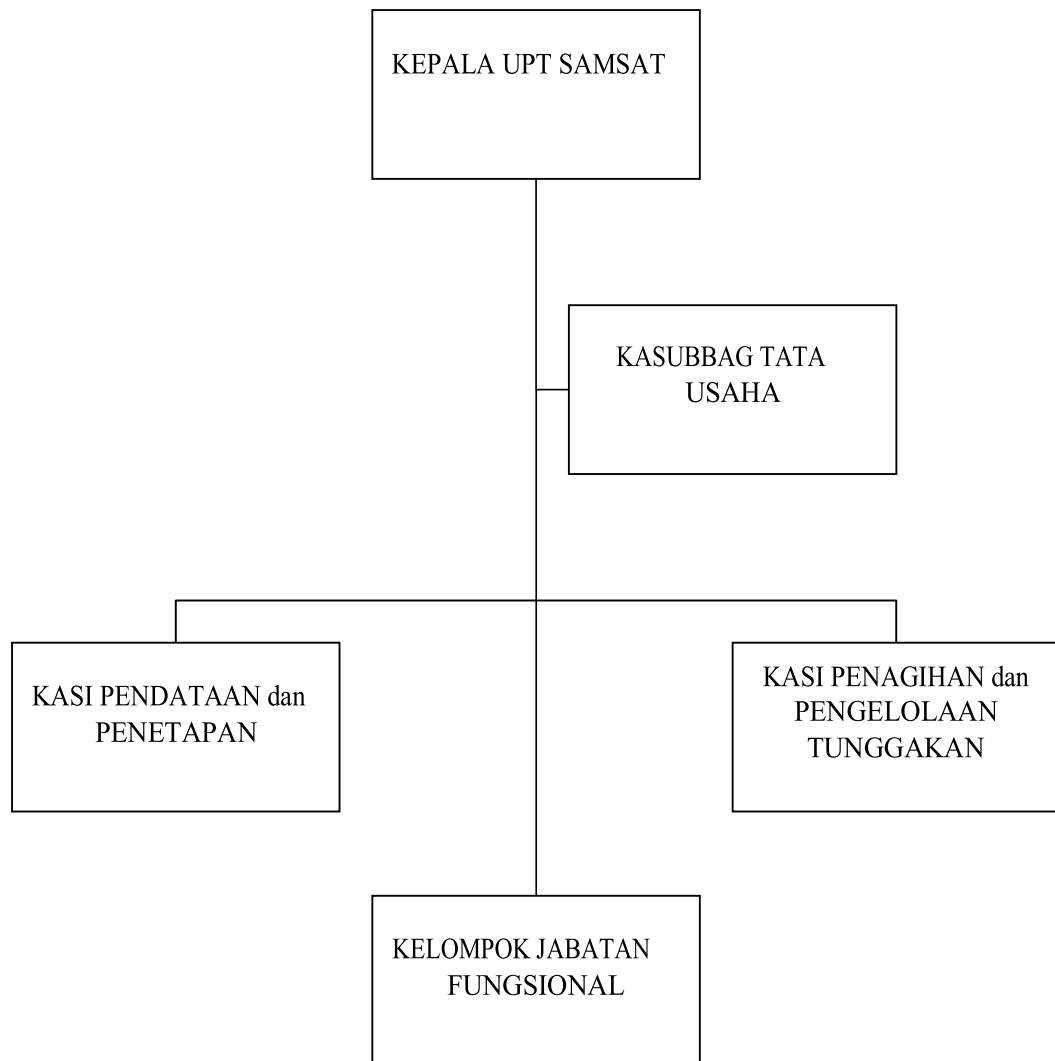 KEPALA UPT SAMSAT
KASUBBAG TATA
USAHA
KASI PENDATAAN dan
PENETAPAN
KASI PENAGIHAN dan
PENGELOLAAN
TUNGGAKAN
KELOMPOK JABATAN
FUNGSIONAL